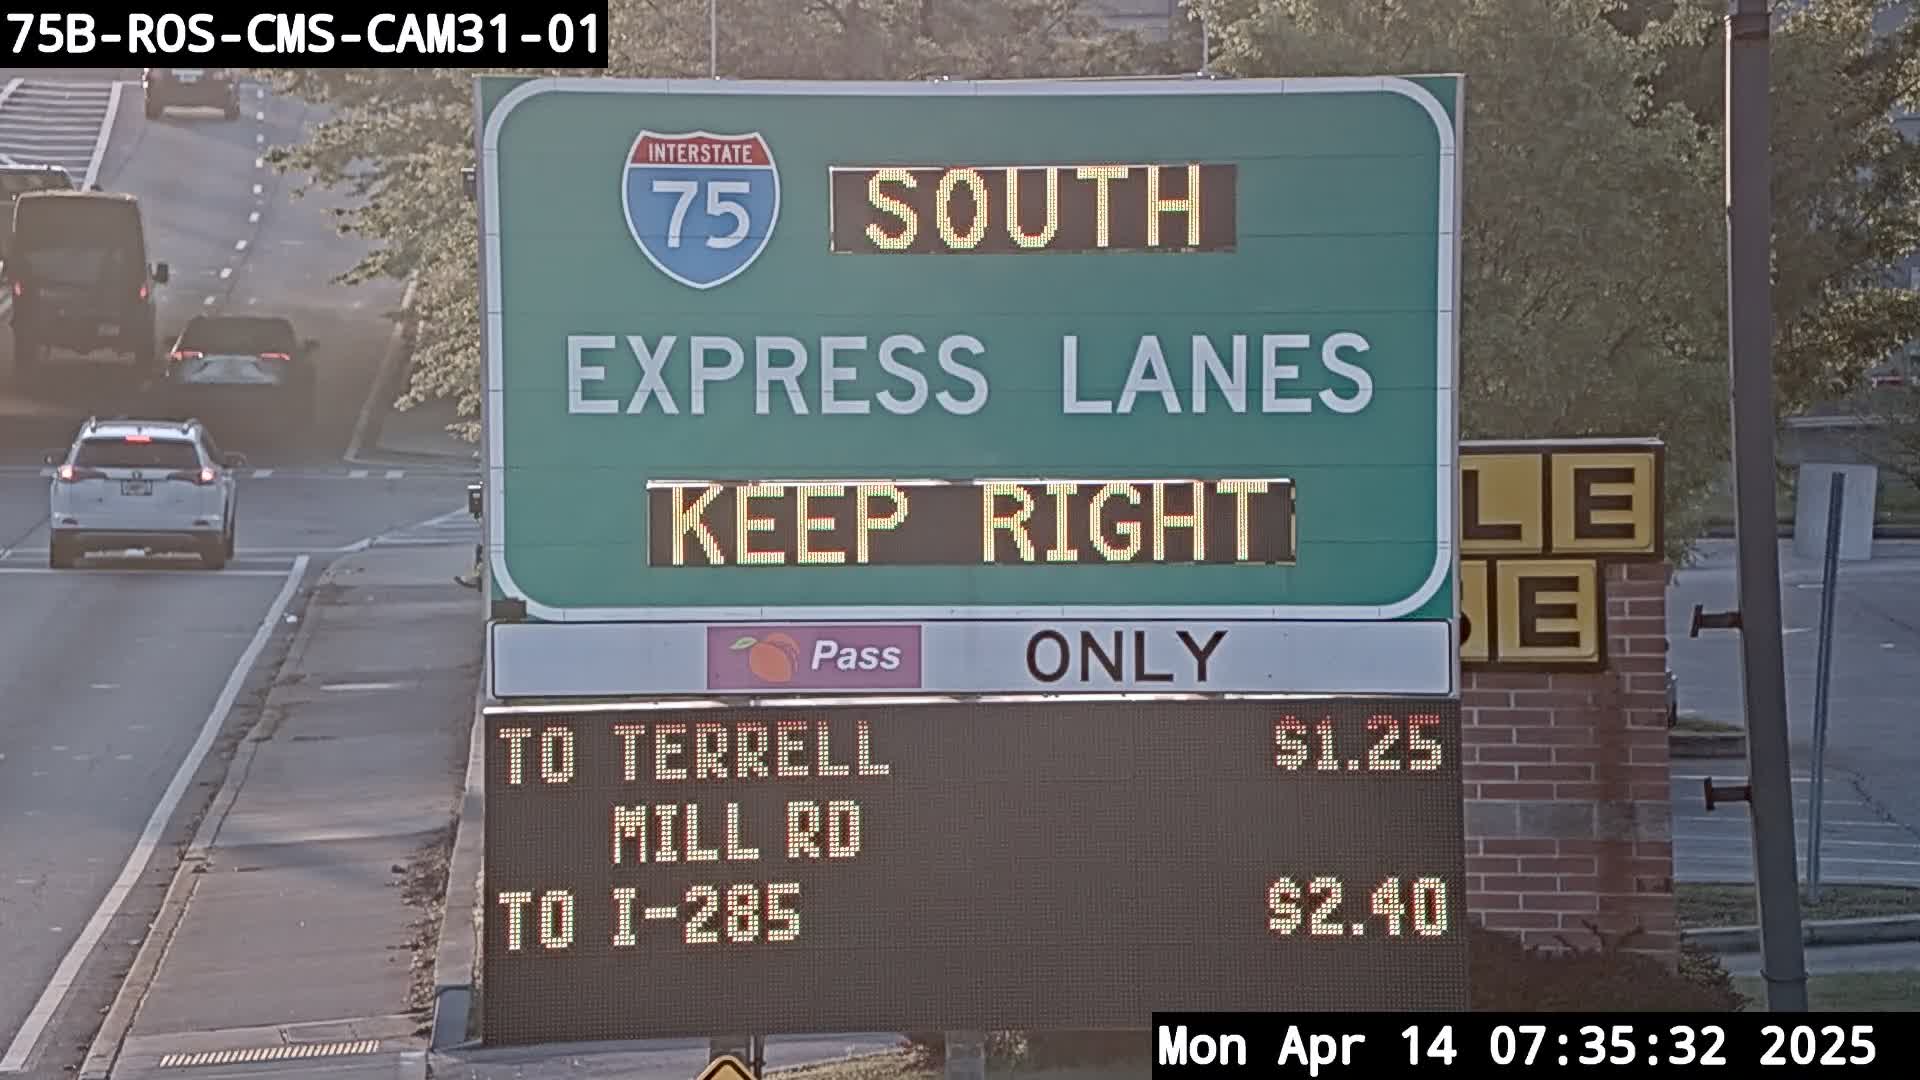 75B-ROS-CMS-CAM31-01
INTERSTATE
75
SOUTH
EXPRESS LANES
KEEP RIGHT
Pass ONLY
TO TERRELL $1.25
MILL RD
TO I-285 $2.40
LE
E
Mon Apr 14 07:35:32 2025